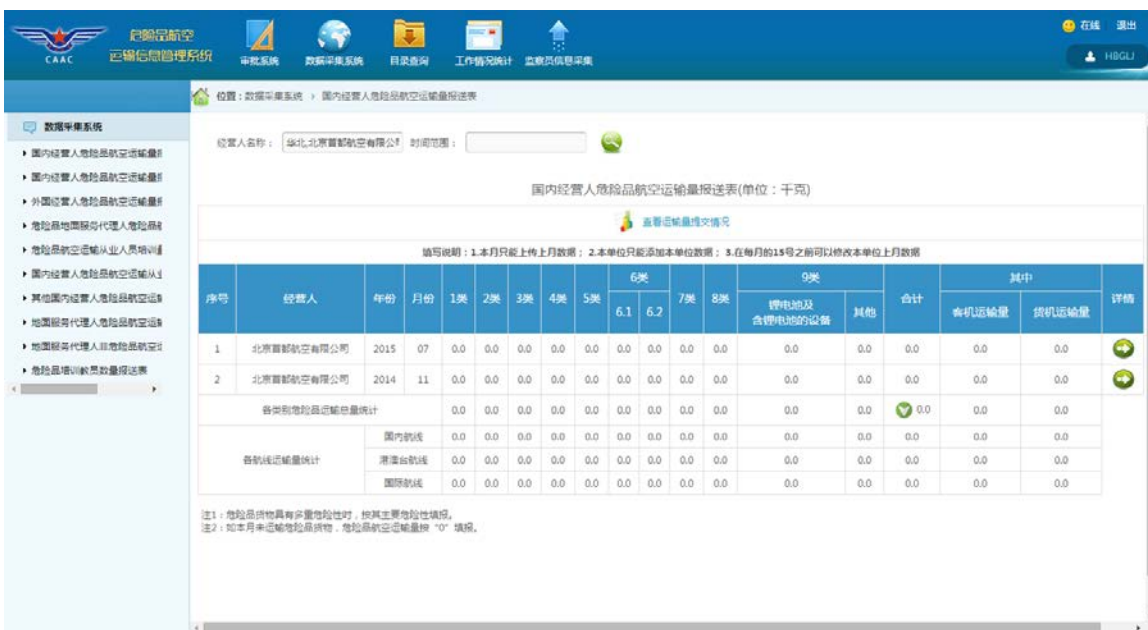 危险品航空
运输信息管理系统
CAAC
审批系统 数据采集系统 目录查询 工作情况统计 监察员信息采集
在线 退出
HBGLJ
位置：数据采集系统 › 国内经营人危险品航空运输量报送表
数据采集系统
国内经营人危险品航空运输量
国内经营人危险品航空运输量
外国经营人危险品航空运输量
危险品地面服务代理人危险品
危险品航空运输从业人员培训
国内经营人危险品航空运输从
其他国内经营人危险品航空运
地面服务代理人危险品航空运
地面服务代理人非危险品航空
危险品培训教员数量报送表
经营人名称： 华北,北京首都航空有限公 时间范围：
国内经营人危险品航空运输量报送表(单位：千克)
查看运输量提交情况
填写说明：1.本月只能上传上月数据； 2.本单位只能添加本单位数据； 3.在每月的15号之前可以修改本单位上月数据
序号 经营人 年份 月份 1类 2类 3类 4类 5类 6类 7类 8类 9类 合计 其中 详情
6.1 6.2 锂电池及 其他 客机运输量 货机运输量
含锂电池的设备
1 北京首都航空有限公司 2015 07 0.0 0.0 0.0 0.0 0.0 0.0 0.0 0.0 0.0 0.0 0.0 0.0 0.0 0.0
2 北京首都航空有限公司 2014 11 0.0 0.0 0.0 0.0 0.0 0.0 0.0 0.0 0.0 0.0 0.0 0.0 0.0 0.0
各类别危险品运输总量统计 0.0 0.0 0.0 0.0 0.0 0.0 0.0 0.0 0.0 0.0 0.0 0.0 0.0 0.0
各航线运输量统计
国内航线 0.0 0.0 0.0 0.0 0.0 0.0 0.0 0.0 0.0 0.0 0.0 0.0 0.0 0.0
港澳台航线 0.0 0.0 0.0 0.0 0.0 0.0 0.0 0.0 0.0 0.0 0.0 0.0 0.0 0.0
国际航线 0.0 0.0 0.0 0.0 0.0 0.0 0.0 0.0 0.0 0.0 0.0 0.0 0.0 0.0
注1：危险品货物具有多重危险性时，按其主要危险性填报。
注2：如本月未运输危险品货物，危险品航空运输量按 "0" 填报。